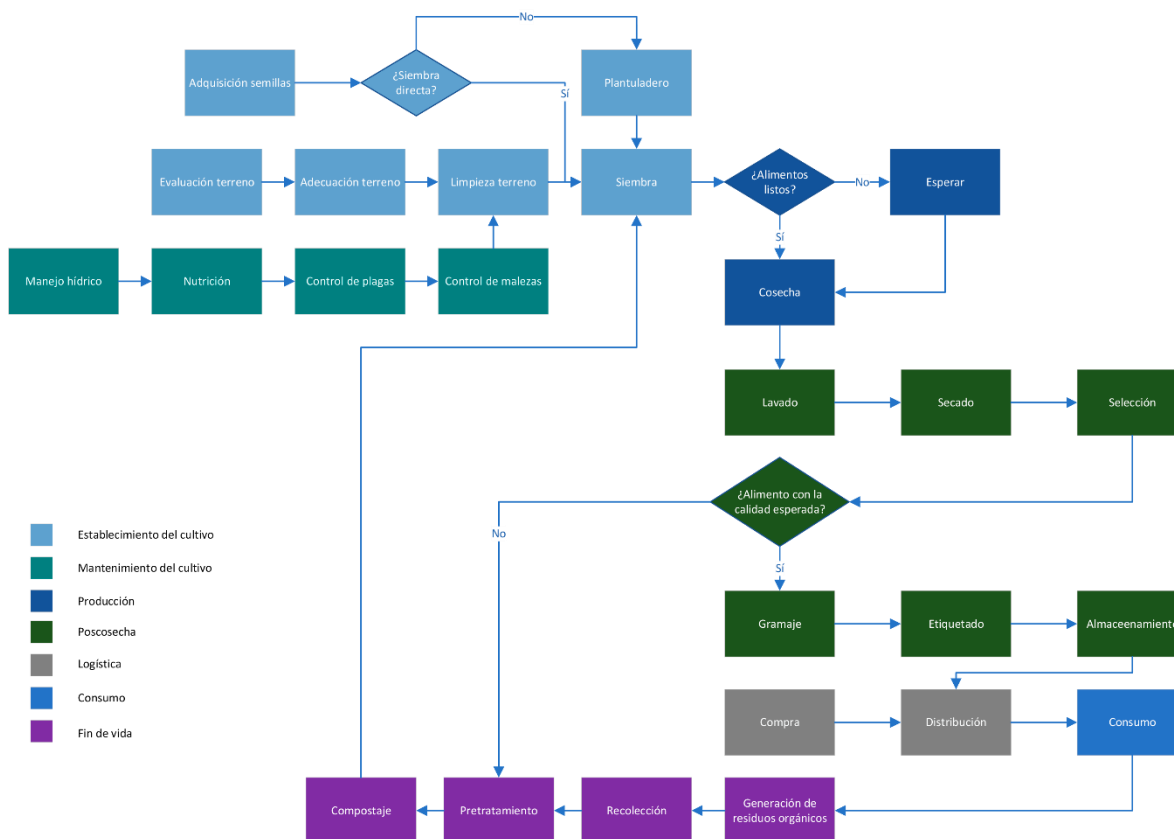 No
Adquisición semillas
¿Siembra
directa?
Plantuladero
Sí
Evaluación terreno
Adecuación terreno
Limpieza terreno
Siembra
¿Alimentos
listos?
No
Esperar
Sí
Manejo hídrico
Nutrición
Control de plagas
Control de malezas
Cosecha
Lavado
Secado
Selección
¿Alimento con la
calidad esperada?
No
Sí
Establecimiento del cultivo
Mantenimiento del cultivo
Producción
Poscosecha
Logística
Consumo
Fin de vida
Gramaje
Etiquetado
Almaceenamiento
Compra
Distribución
Consumo
Compostaje
Pretratamiento
Recolección
Generación de
residuos orgánicos